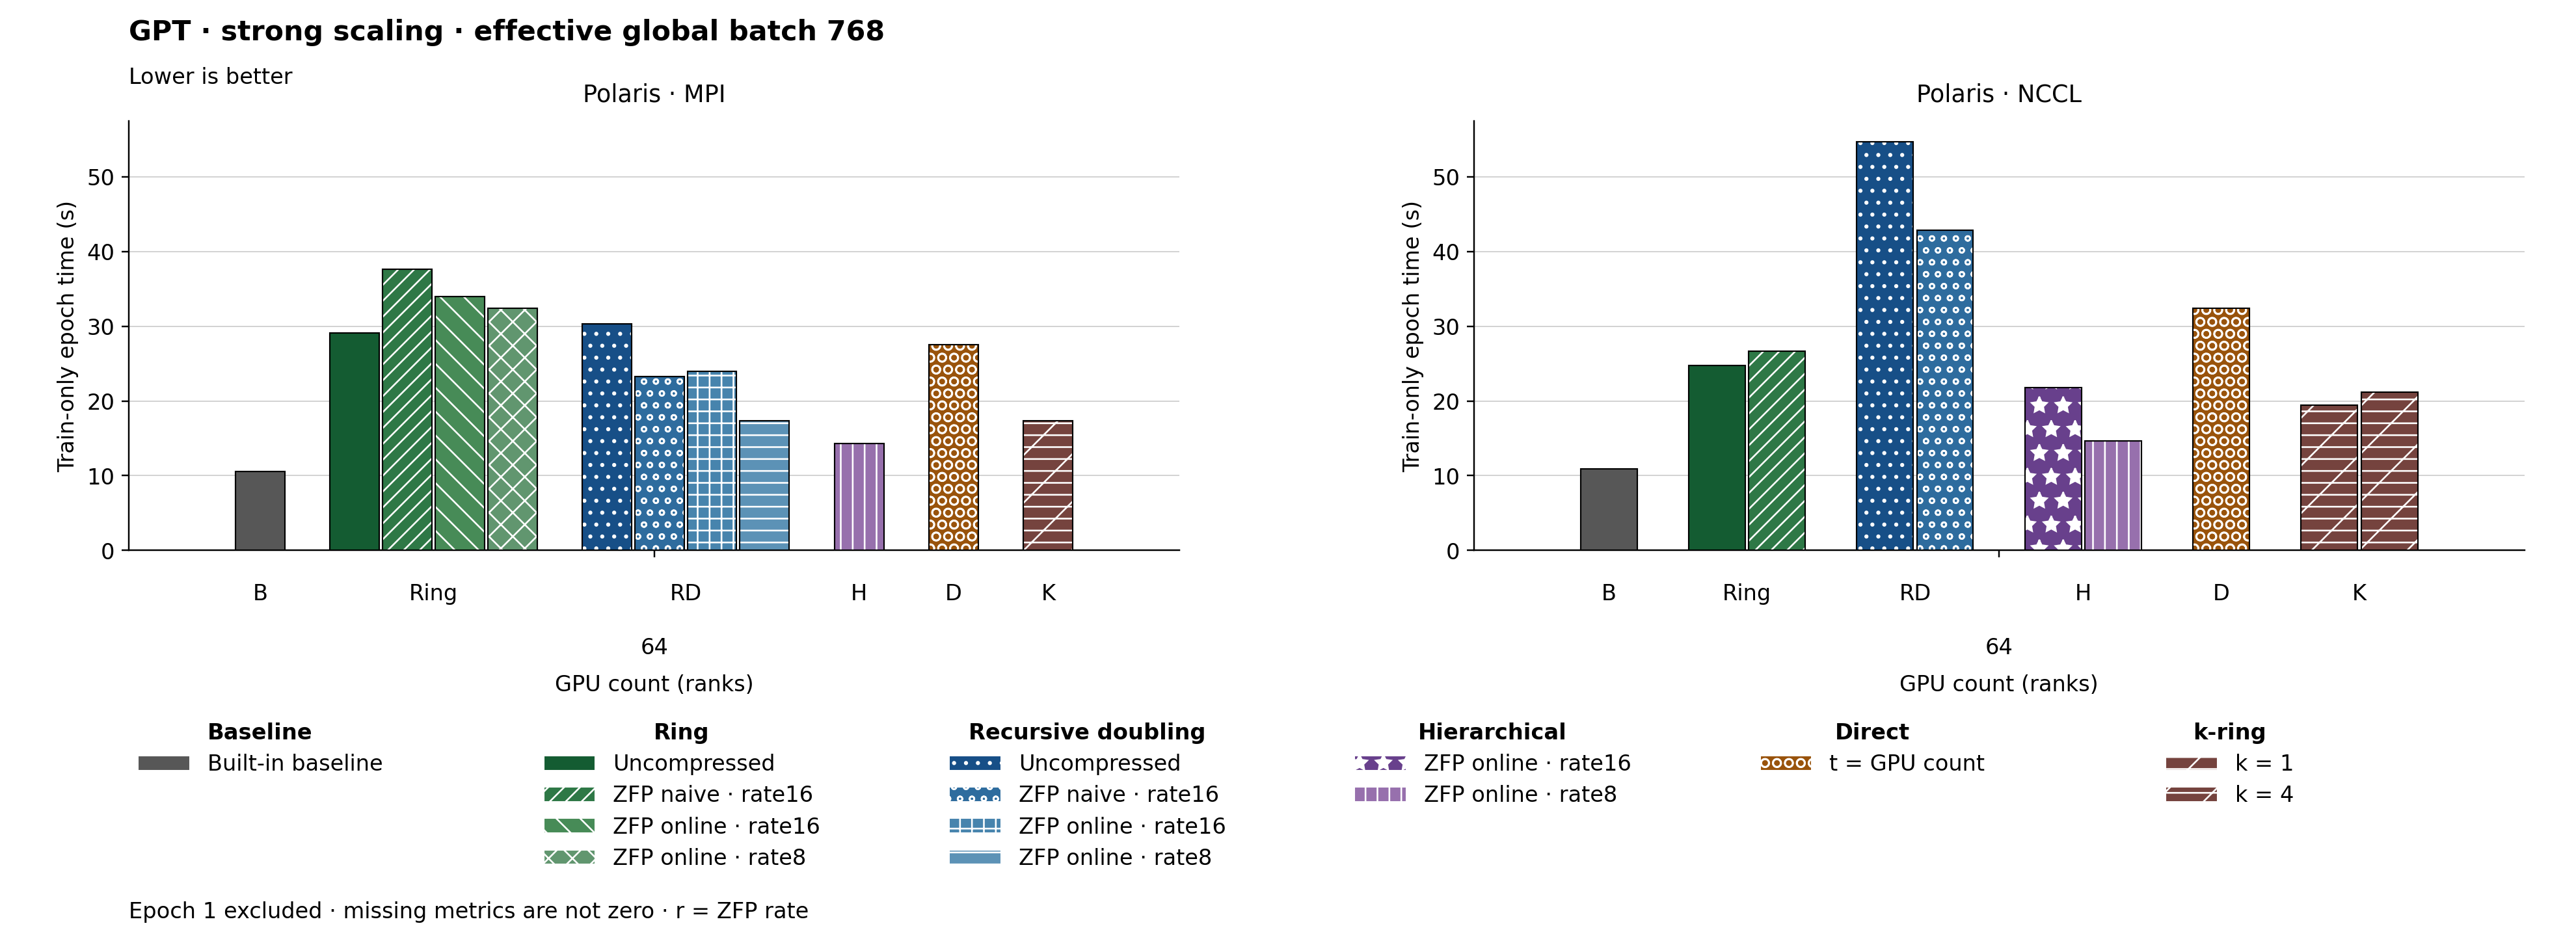 GPT · strong scaling · effective global batch 768
Lower is better
Polaris · MPI
Train-only epoch time (s)
50
40
30
20
10
0
B Ring RD H D K
64
GPU count (ranks)
Polaris · NCCL
Train-only epoch time (s)
50
40
30
20
10
0
B Ring RD H D K
64
GPU count (ranks)
Baseline
Built-in baseline
Ring
Uncompressed
ZFP naive · rate16
ZFP online · rate16
ZFP online · rate8
Recursive doubling
Uncompressed
ZFP naive · rate16
ZFP online · rate16
ZFP online · rate8
Hierarchical
ZFP online · rate16
ZFP online · rate8
Direct
t = GPU count
k-ring
k = 1
k = 4
Epoch 1 excluded · missing metrics are not zero · r = ZFP rate